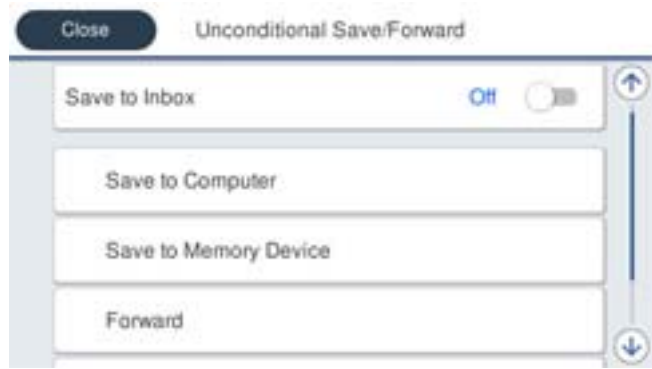 Close Unconditional Save/Forward
Save to Inbox Off
Save to Computer
Save to Memory Device
Forward